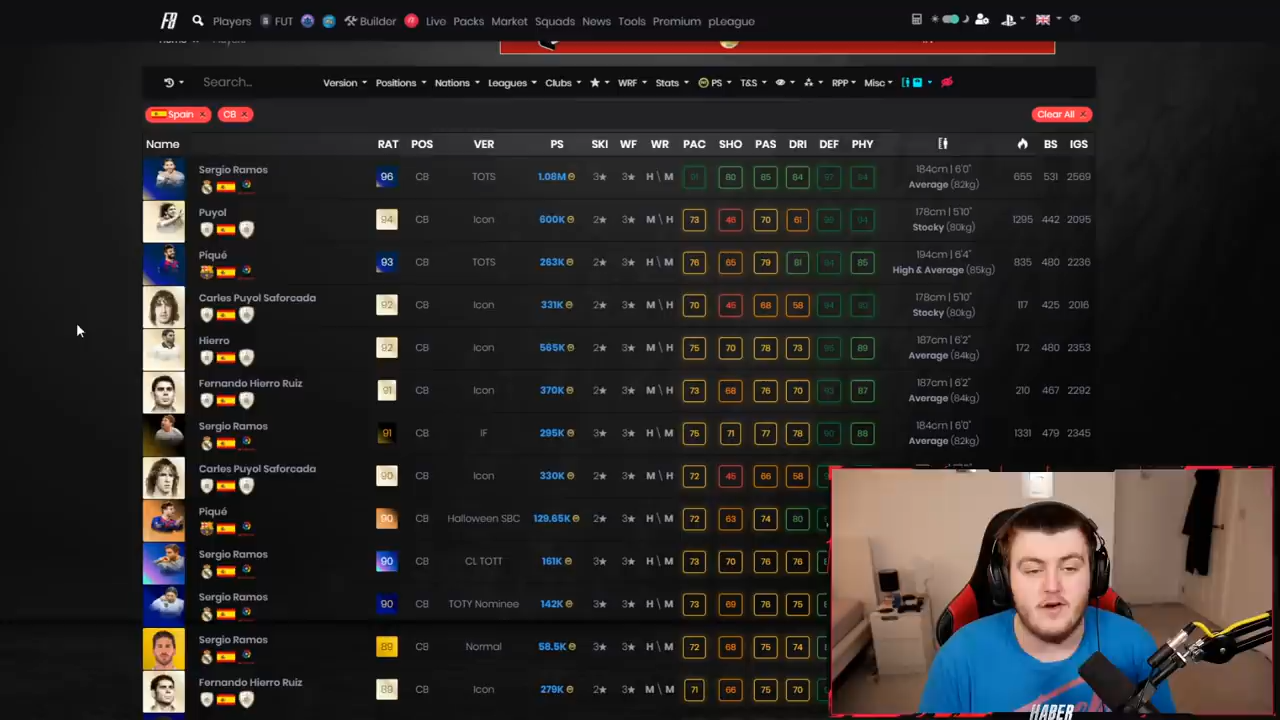 F8 Players FUT Builder Live Packs Market Squads News Tools Premium pLeague
Search... Version Positions Nations Leagues Clubs WRF Stats PS T&S RPP Misc
Spain CB Clear All
Name RAT POS VER PS SKI WF WR PAC SHO PAS DRI DEF PHY BS IGS
Sergio Ramos 96 CB TOTS 1.08M 3★ 3★ H \ M 80 85 84 184cm | 6'0" 655 531 2569
Average (82kg)
Puyol 94 CB Icon 600K 2★ 3★ M \ H 73 46 70 61 178cm | 5'10" 1295 442 2095
Stocky (80kg)
Piqué 93 CB TOTS 263K 2★ 3★ H \ M 76 65 79 81 85 194cm | 6'4" 835 480 2236
High & Average (85kg)
Carles Puyol Saforcada 92 CB Icon 331K 2★ 3★ M \ H 70 45 68 58 178cm | 5'10" 117 425 2016
Stocky (80kg)
Hierro 92 CB Icon 565K 2★ 3★ M \ H 75 70 78 73 89 187cm | 6'2" 172 480 2353
Average (84kg)
Fernando Hierro Ruiz 91 CB Icon 370K 2★ 3★ M \ H 73 68 76 70 87 187cm | 6'2" 210 467 2292
Average (84kg)
Sergio Ramos 91 CB IF 295K 3★ 3★ H \ M 75 71 77 78 88 184cm | 6'0" 1331 479 2345
Average (82kg)
Carles Puyol Saforcada 90 CB Icon 330K 2★ 3★ M \ H 72 45 66 58
Piqué 90 CB Halloween SBC 129.65K 2★ 3★ H \ M 72 63 74 80
Sergio Ramos 90 CB CL TOTT 161K 3★ 3★ H \ M 73 70 76 76
Sergio Ramos 90 CB TOTY Nominee 142K 3★ 3★ H \ M 73 69 76 75
Sergio Ramos 89 CB Normal 58.5K 3★ 3★ H \ M 72 68 75 74
Fernando Hierro Ruiz 89 CB Icon 279K 2★ 3★ M \ M 71 66 75 70
HABER